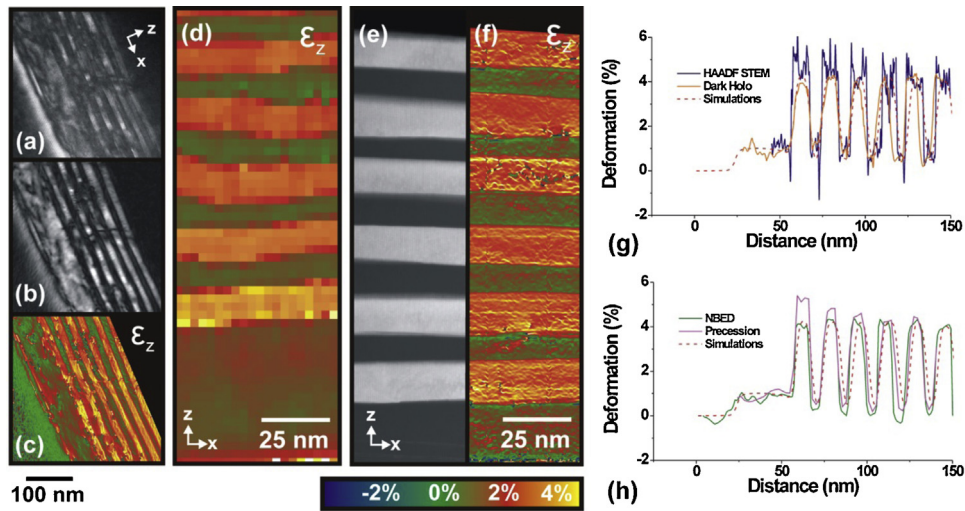 (a)
z
x
(b)
(c)
εz
100 nm
(d)
εz
z
x
25 nm
(e)
z
x
(f)
εz
25 nm
-2% 0% 2% 4%
Deformation (%)
6
4
2
0
-2
HAADF STEM
Dark Holo
Simulations
0 50 100 150
Distance (nm)
(g)
Deformation (%)
6
4
2
0
-2
NBED
Precession
Simulations
0 50 100 150
Distance (nm)
(h)